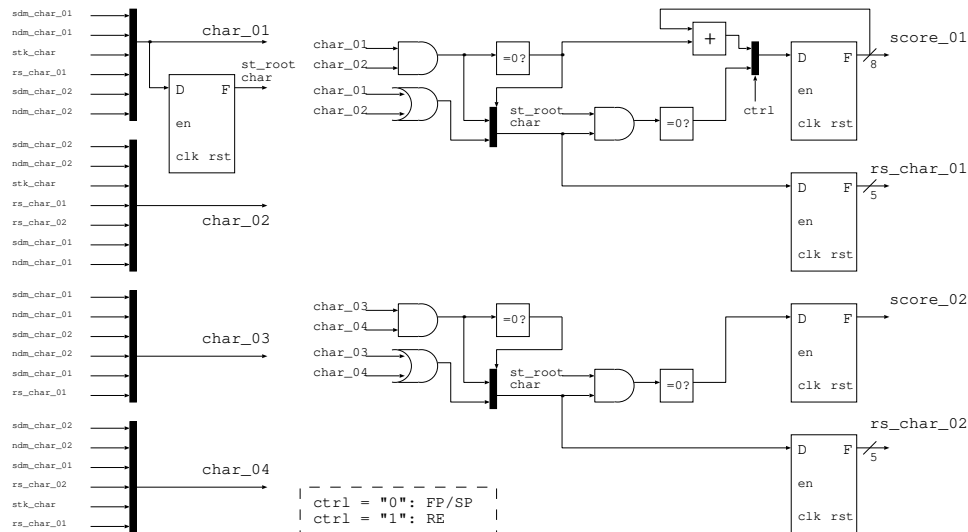 sdm_char_01
ndm_char_01
stk_char
rs_char_01
sdm_char_02
ndm_char_02
char_01
st_root
char
D F
en
clk rst
sdm_char_02
ndm_char_02
stk_char
rs_char_01
rs_char_02
sdm_char_01
ndm_char_01
char_02
sdm_char_01
ndm_char_01
sdm_char_02
ndm_char_02
sdm_char_01
rs_char_01
char_03
sdm_char_02
ndm_char_02
sdm_char_01
rs_char_02
stk_char
rs_char_01
char_04
char_01
char_02
char_01
char_02
=0?
st_root
char
=0?
+
ctrl
D F
en
clk rst
score_01
8
rs_char_01
D F
en
clk rst
5
char_03
char_04
char_03
char_04
=0?
st_root
char
=0?
D F
en
clk rst
score_02
rs_char_02
D F
en
clk rst
5
ctrl = "0": FP/SP
ctrl = "1": RE